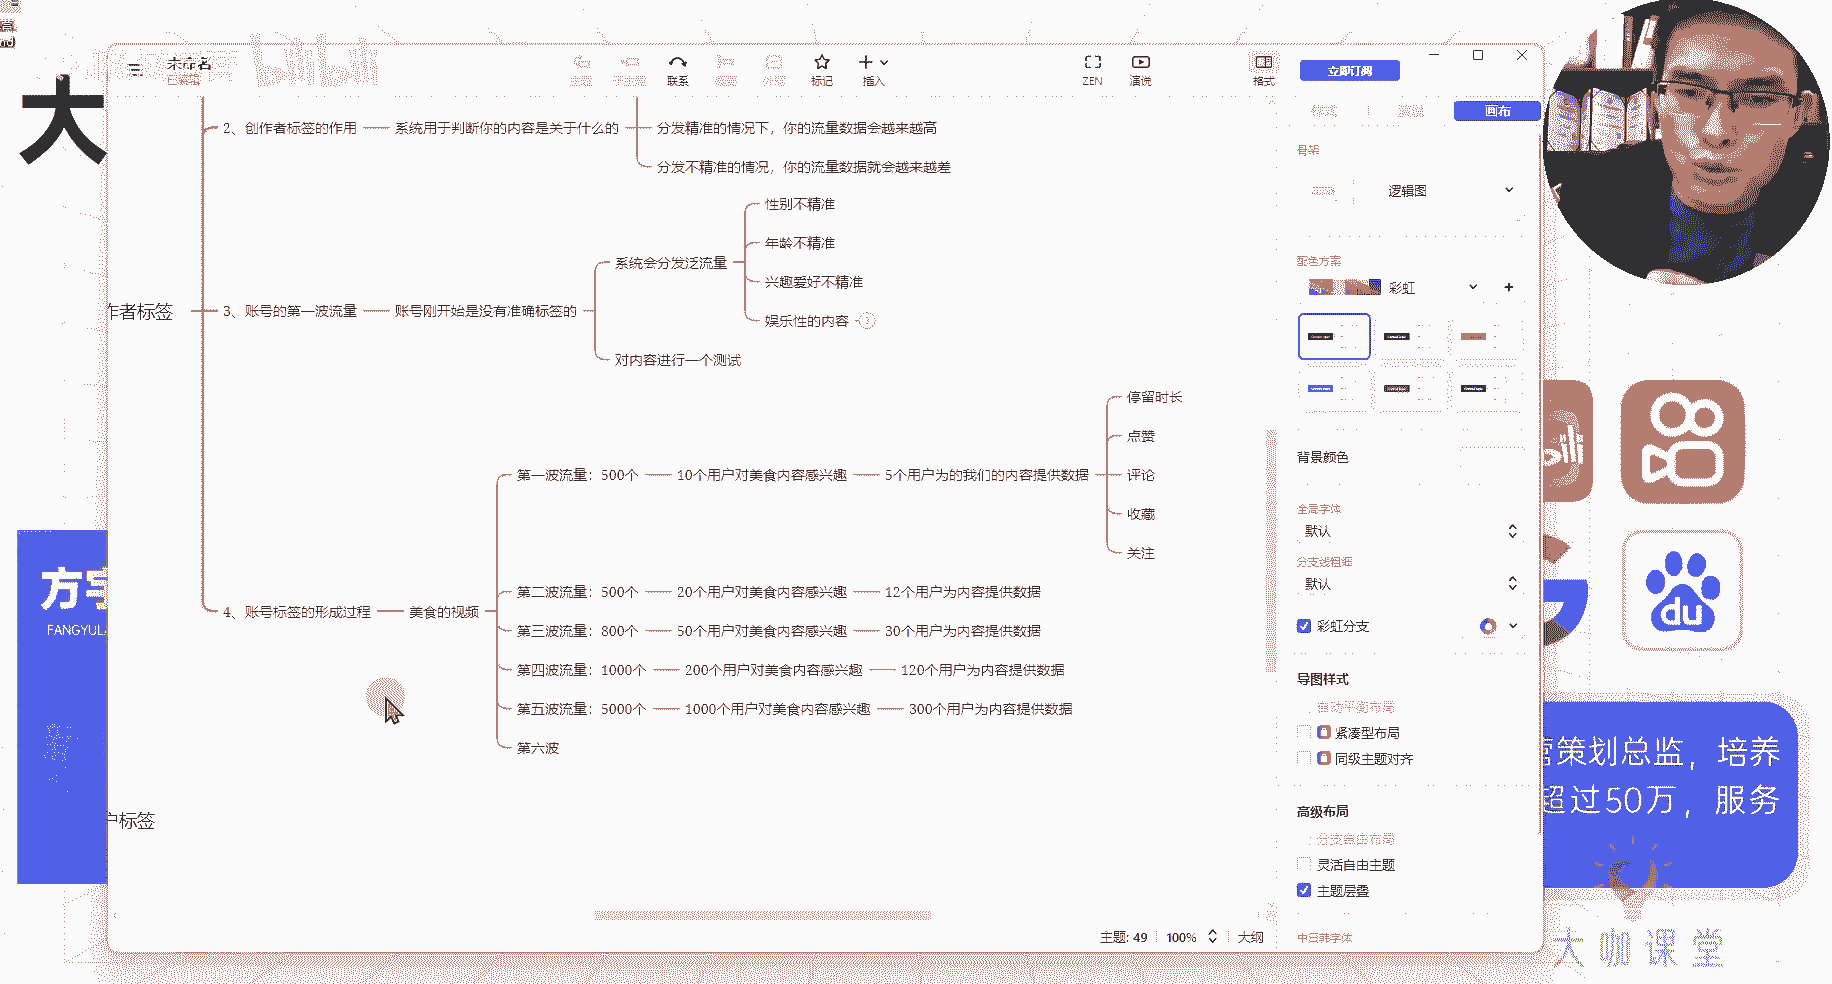 未命名
已编辑
联系
标记
插入
ZEN
演说
格式
立即订阅
画布
大
2、创作者标签的作用
系统用于判断你的内容是关于什么的
分发精准的情况下，你的流量数据会越来越高
分发不精准的情况，你的流量数据就会越来越差
作者标签
3、账号的第一波流量
账号刚开始是没有准确标签的
系统会分发泛流量
性别不精准
年龄不精准
兴趣爱好不精准
娱乐性的内容
对内容进行一个测试
4、账号标签的形成过程
美食的视频
第一波流量：500个
10个用户对美食内容感兴趣
5个用户为的我们的内容提供数据
停留时长
点赞
评论
收藏
关注
第二波流量：500个
20个用户对美食内容感兴趣
12个用户为内容提供数据
第三波流量：800个
50个用户对美食内容感兴趣
30个用户为内容提供数据
第四波流量：1000个
200个用户对美食内容感兴趣
120个用户为内容提供数据
第五波流量：5000个
1000个用户对美食内容感兴趣
300个用户为内容提供数据
第六波
户标签
骨架
逻辑图
配色方案
彩虹
背景颜色
全局字体
默认
分支线粗细
默认
彩虹分支
导图样式
自动平衡布局
紧凑型布局
同级主题对齐
高级布局
分支自由布局
灵活自由主题
主题层叠
中日韩字体
主题: 49
100%
大纲
bilibili
方宇
FANGYUL
du
营策划总监，培养
超过50万，服务
大咖课堂